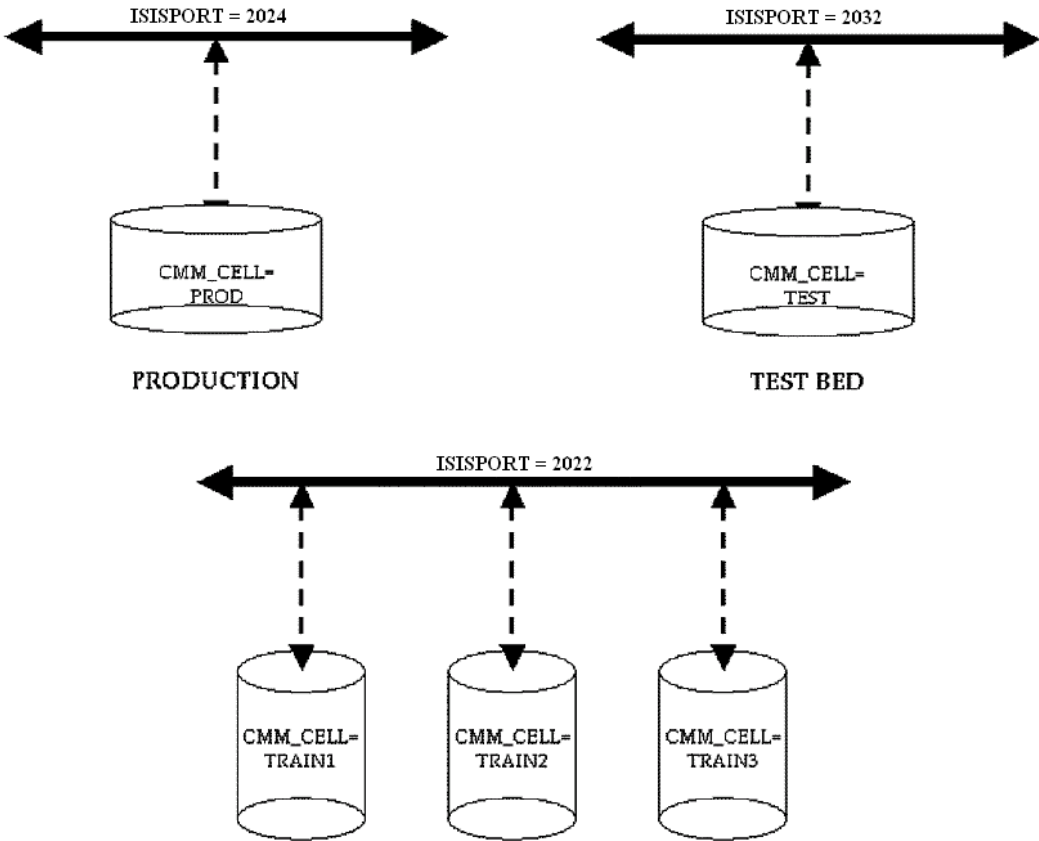 ISISPORT = 2024
ISISPORT = 2032
CMM_CELL=
PROD
CMM_CELL=
TEST
PRODUCTION
TEST BED
ISISPORT = 2022
CMM_CELL=
TRAIN1
CMM_CELL=
TRAIN2
CMM_CELL=
TRAIN3